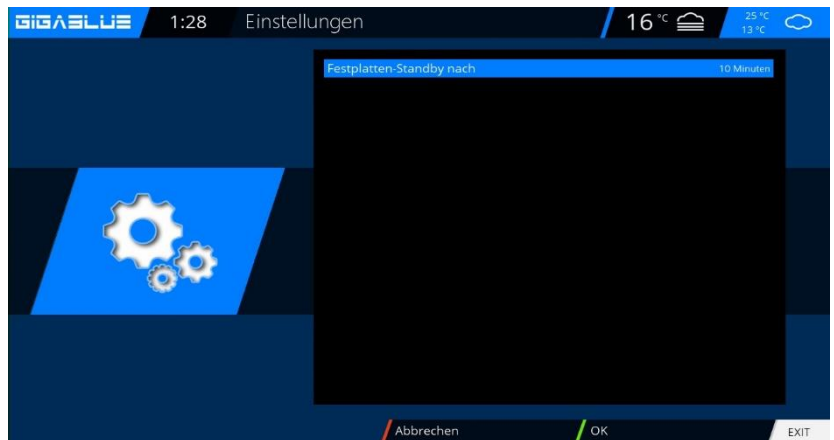 GIGABLUE 1:28 Einstellungen 16 °C 25 °C
13 °C
Festplatten-Standby nach 10 Minuten
Abbrechen OK EXIT